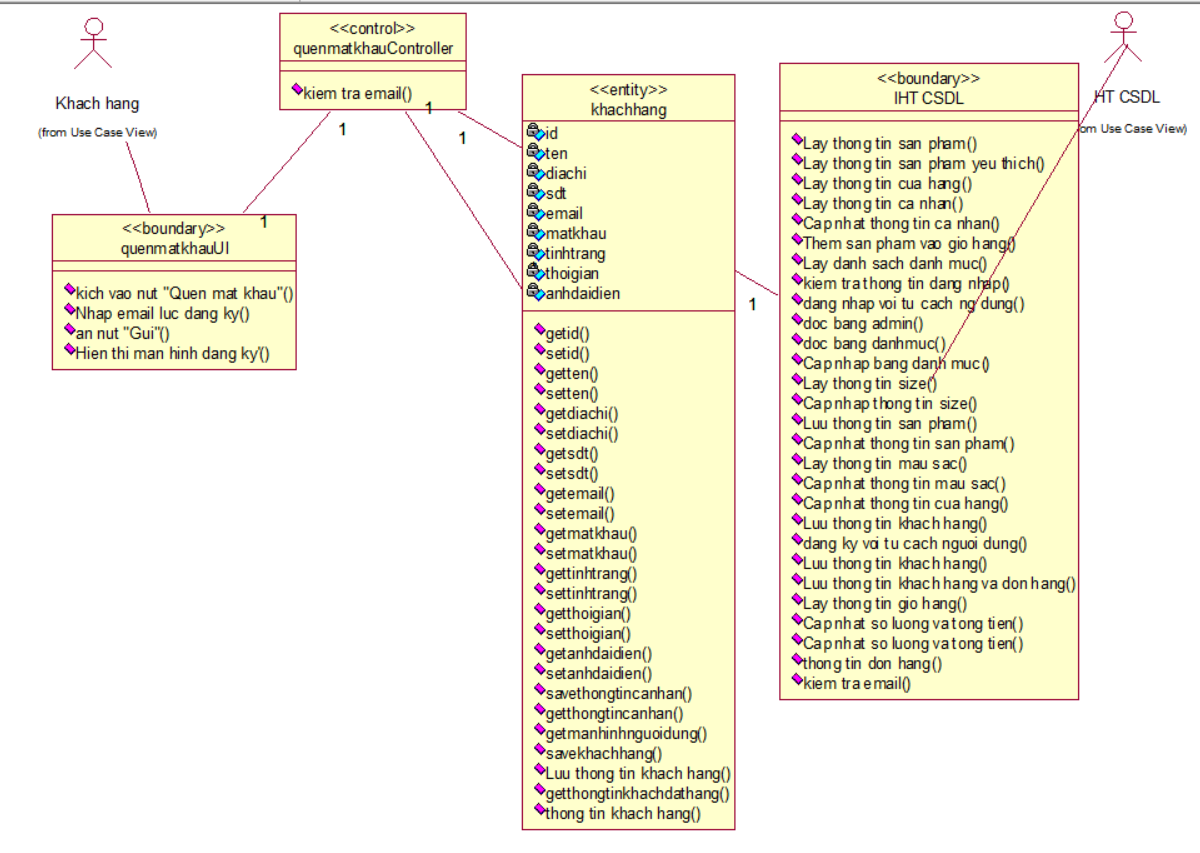 Khach hang
(from Use Case View)
<<control>>
quenmatkhauController
kiem tra email()
1
1
1
1
<<boundary>>
quenmatkhauUI
kich vao nut "Quen mat khau"()
Nhap email luc dang ky()
an nut "Gui"()
Hien thi man hinh dang ky'()
<<entity>>
khachhang
id
ten
diachi
sdt
email
matkhau
tinhtrang
thoigian
anhdaidien
getid()
setid()
getten()
setten()
getdiachi()
setdiachi()
getsdt()
setsdt()
getemail()
setemail()
getmatkhau()
setmatkhau()
gettinhtrang()
settinhtrang()
getthoigian()
setthoigian()
getanhdaidien()
setanhdaidien()
savethongtincanhan()
getthongtincanhan()
getmanhinhnguoidung()
savekhachhang()
Luu thong tin khach hang()
getthongtinkhachdathang()
thong tin khach hang()
1
<<boundary>>
IHT CSDL
Lay thong tin san pham()
Lay thong tin san pham yeu thich()
Lay thong tin cua hang()
Lay thong tin ca nhan()
Cap nhat thong tin ca nhan()
Them san pham vao gio hang()
Lay danh sach danh muc()
kiem tra thong tin dang nhap()
dang nhap voi tu cach ng dung()
doc bang admin()
doc bang danhmuc()
Cap nhap bang danh muc()
Lay thong tin size()
Cap nhap thong tin size()
Luu thong tin san pham()
Cap nhat thong tin san pham()
Lay thong tin mau sac()
Cap nhat thong tin mau sac()
Cap nhat thong tin cua hang()
Luu thong tin khach hang()
dang ky voi tu cach nguoi dung()
Luu thong tin khach hang()
Luu thong tin khach hang va don hang()
Lay thong tin gio hang()
Cap nhat so luong va tong tien()
Cap nhat so luong va tong tien()
thong tin don hang()
kiem tra email()
HT CSDL
om Use Case View)